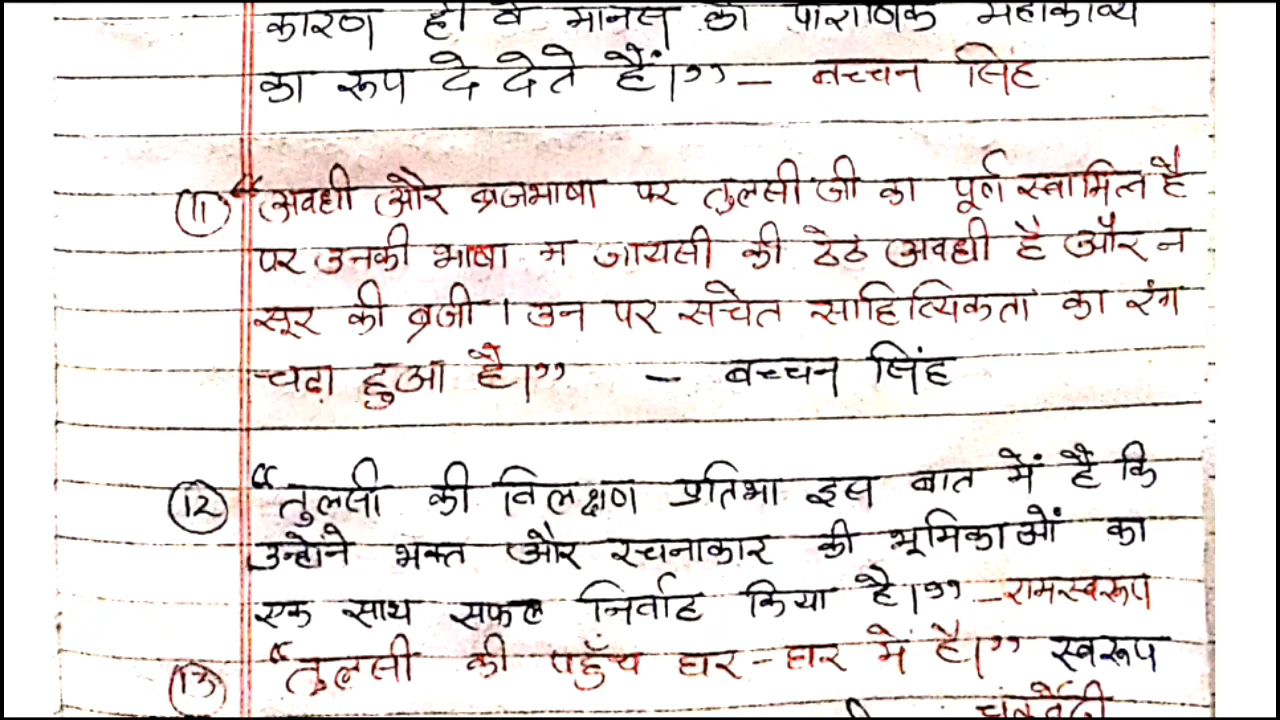 कारण ही वे मानस को पौराणिक महाकाव्य
का रूप दे देते हैं।” – बच्चन सिंह
(11) “अवधी और ब्रजभाषा पर तुलसी जी का पूर्ण स्वामित्व है
पर उनकी भाषा न जायसी की ठेठ अवधी है और न
सूर की ब्रजी। उन पर सचेत साहित्यिकता का रंग
चढ़ा हुआ है।” – बच्चन सिंह
(12) “तुलसी की विलक्षण प्रतिभा इस बात में है कि
उन्होने भक्त और रचनाकार की भूमिकाओं का
एक साथ सफल निर्वाह किया है।” – रामस्वरूप
(13) “तुलसी की पहुँच घर-घर में है।” स्वरूप
चतुर्वेदी